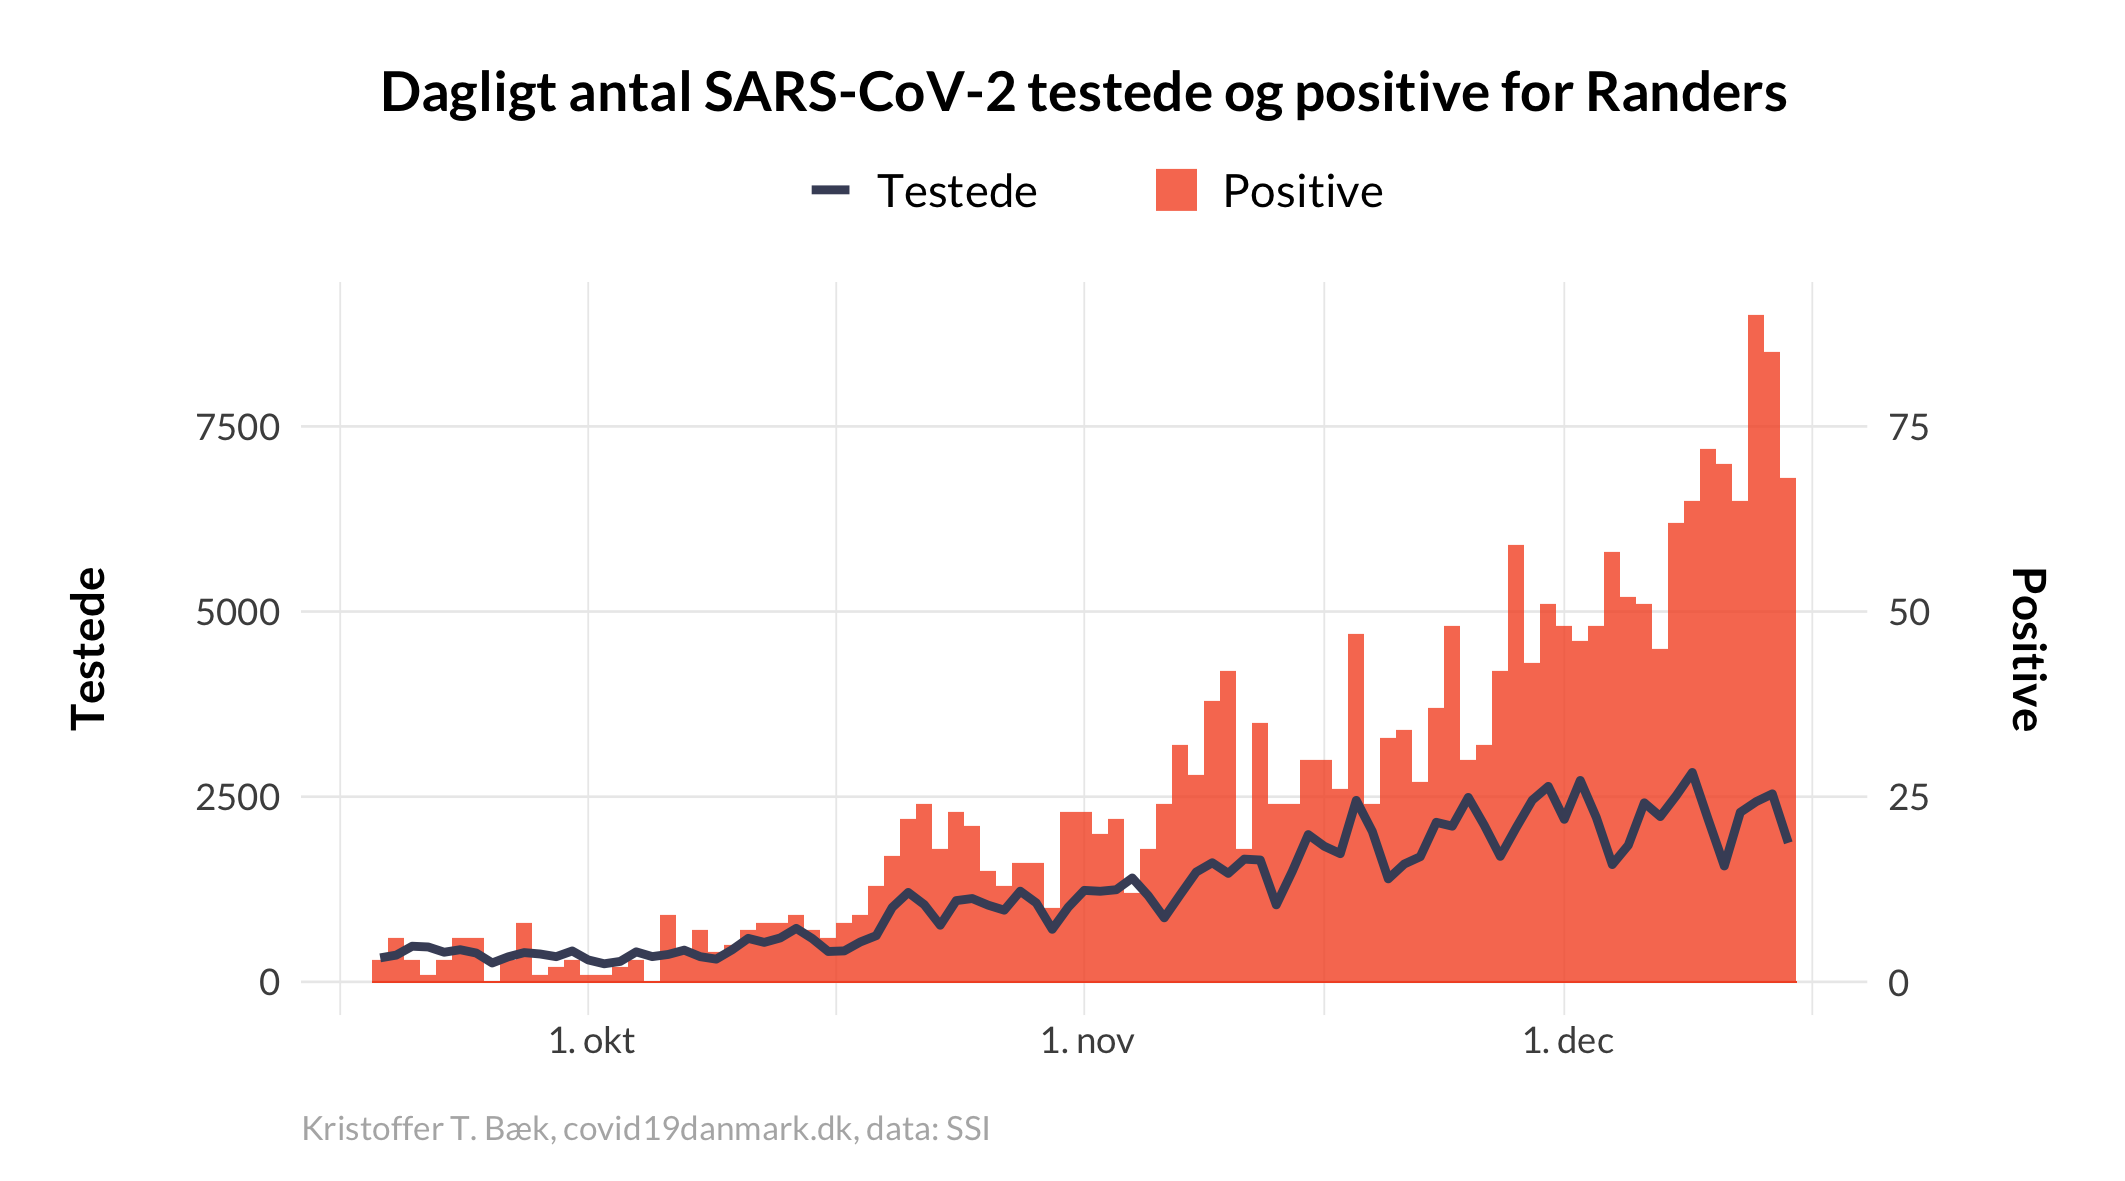 Dagligt antal SARS-CoV-2 testede og positive for Randers
Testede
Positive
7500
5000
2500
0
75
50
25
0
Testede
Positive
1. okt
1. nov
1. dec
Kristoffer T. Bæk, covid19danmark.dk, data: SSI